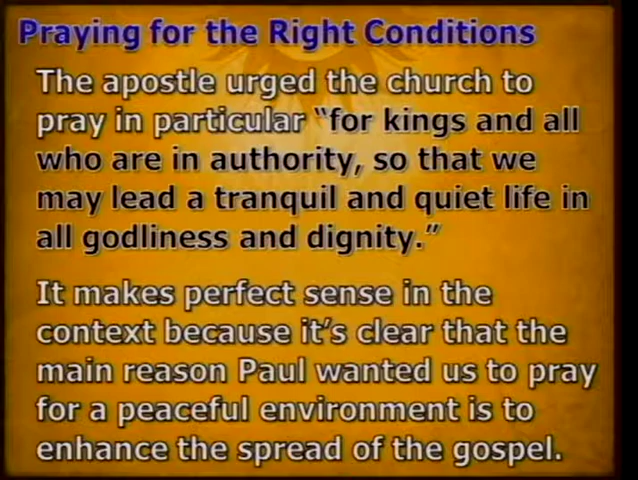 Praying for the Right Conditions
The apostle urged the church to
pray in particular “for kings and all
who are in authority, so that we
may lead a tranquil and quiet life in
all godliness and dignity.”
It makes perfect sense in the
context because it’s clear that the
main reason Paul wanted us to pray
for a peaceful environment is to
enhance the spread of the gospel.